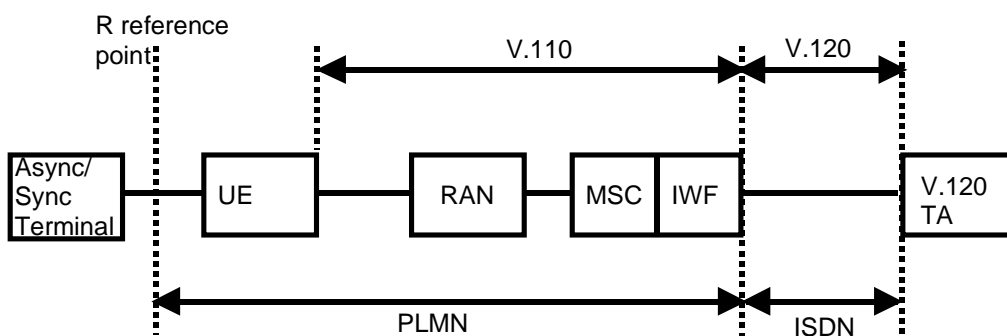 R reference
point
V.110
V.120
Async/
Sync
Terminal
UE
RAN
MSC
IWF
V.120
TA
PLMN
ISDN